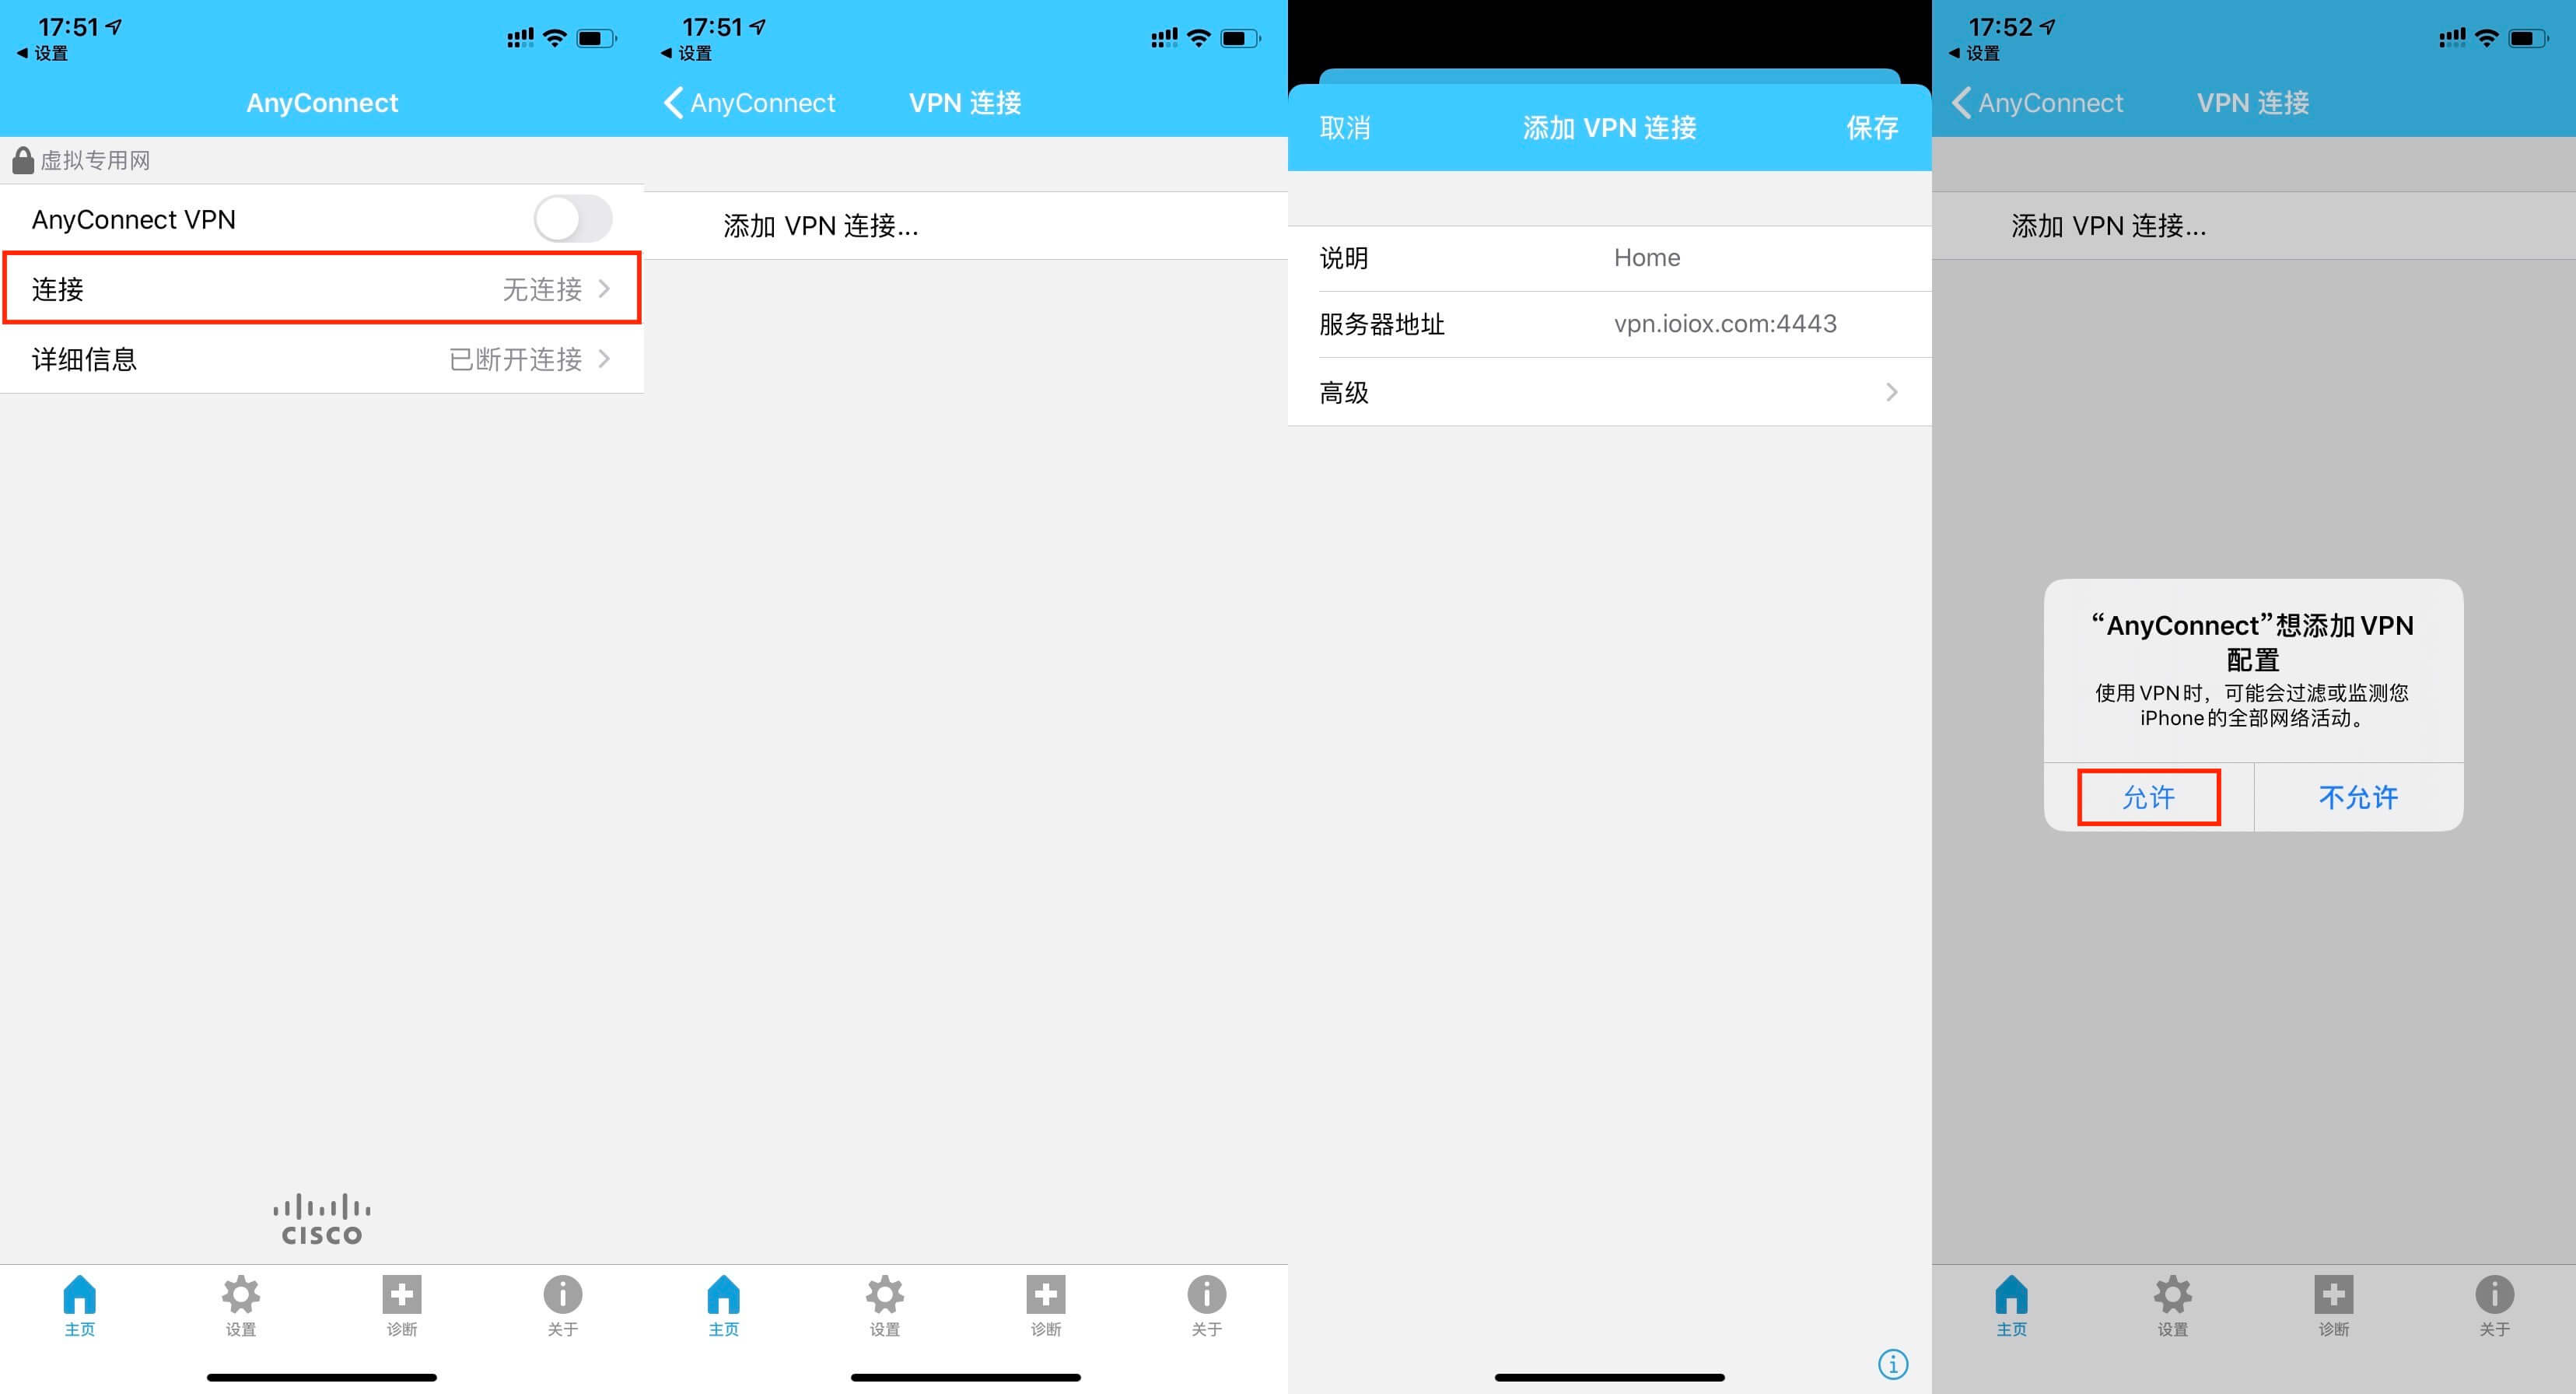 17:51
◀ 设置
AnyConnect
虚拟专用网
AnyConnect VPN
连接 无连接
详细信息 已断开连接
CISCO
主页 设置 诊断 关于
17:51
◀ 设置
AnyConnect VPN 连接
添加 VPN 连接...
主页 设置 诊断 关于
取消 添加 VPN 连接 保存
说明 Home
服务器地址 vpn.ioiox.com:4443
高级
17:52
◀ 设置
AnyConnect VPN 连接
添加 VPN 连接...
“AnyConnect”想添加 VPN
配置
使用 VPN 时，可能会过滤或监测您
iPhone 的全部网络活动。
允许 不允许
主页 设置 诊断 关于